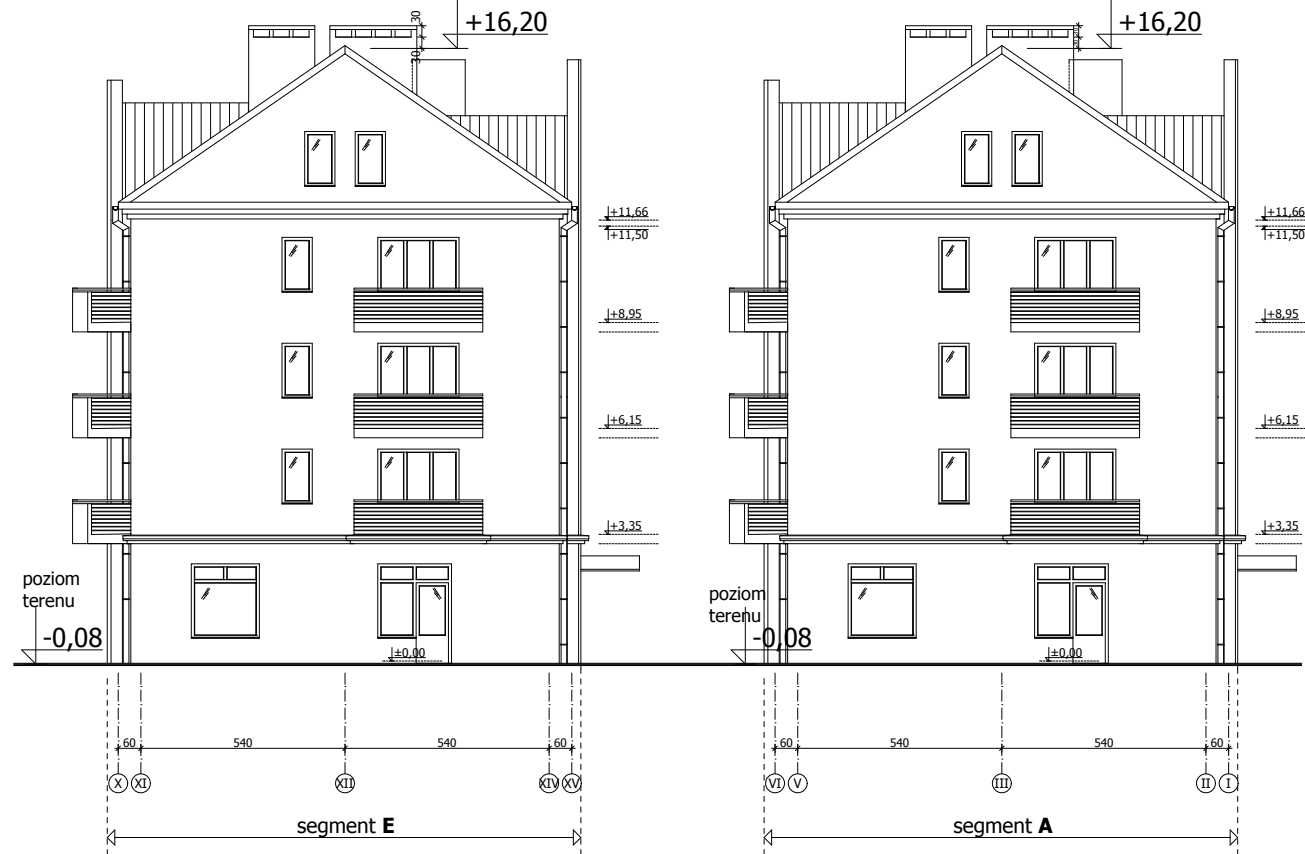 30
30
+16,20
+11,66
+11,50
+8,95
+6,15
+3,35
poziom
terenu
-0,08
±0,00
60
540
540
60
X
XI
XII
XIV
XV
segment E
+16,20
+11,66
+11,50
+8,95
+6,15
+3,35
poziom
terenu
-0,08
±0,00
60
540
540
60
VI
V
III
II
I
segment A